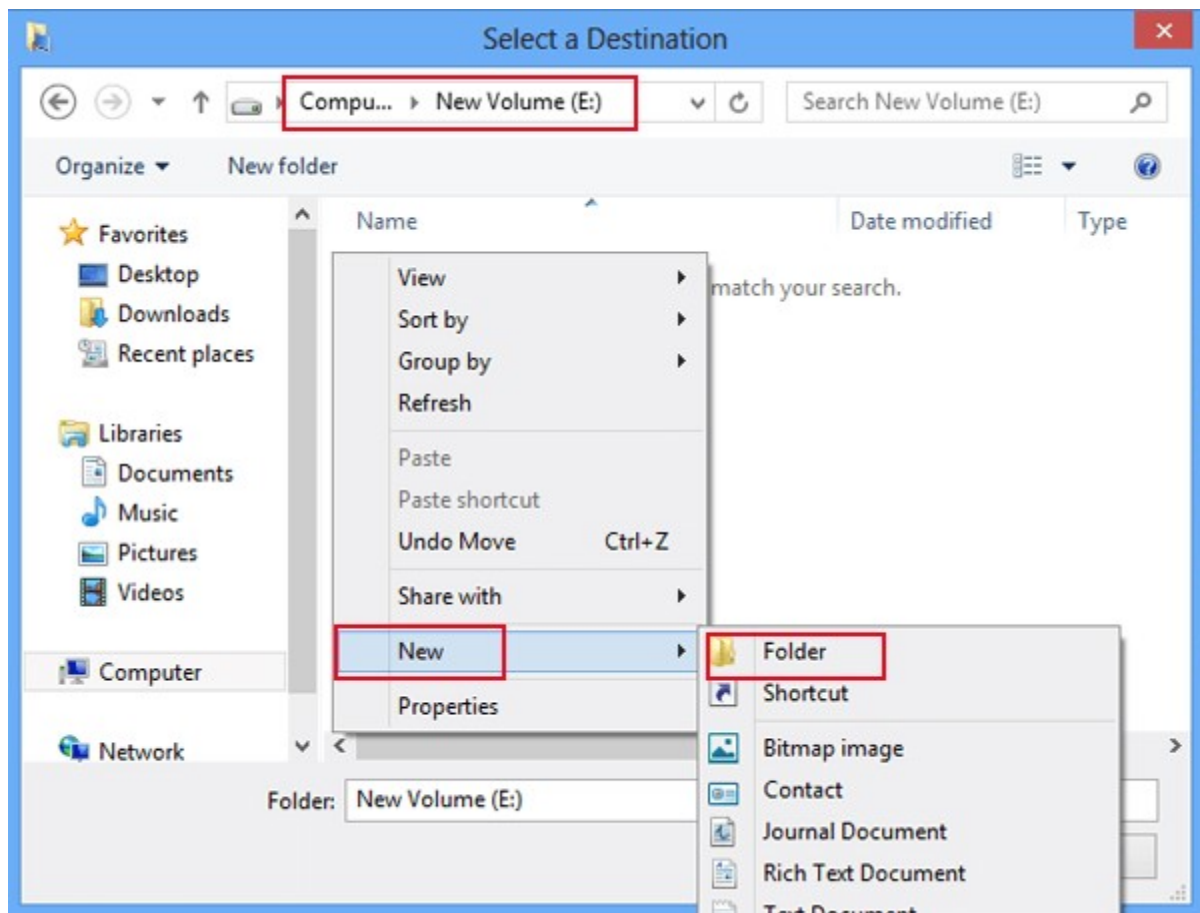 Select a Destination
Compu... New Volume (E:)
Search New Volume (E:)
Organize
New folder
Name
Date modified
Type
Favorites
Desktop
Downloads
Recent places
Libraries
Documents
Music
Pictures
Videos
Computer
Network
match your search.
View
Sort by
Group by
Refresh
Paste
Paste shortcut
Undo Move Ctrl+Z
Share with
New
Properties
Folder
Shortcut
Bitmap image
Contact
Journal Document
Rich Text Document
Text Document
Folder: New Volume (E:)